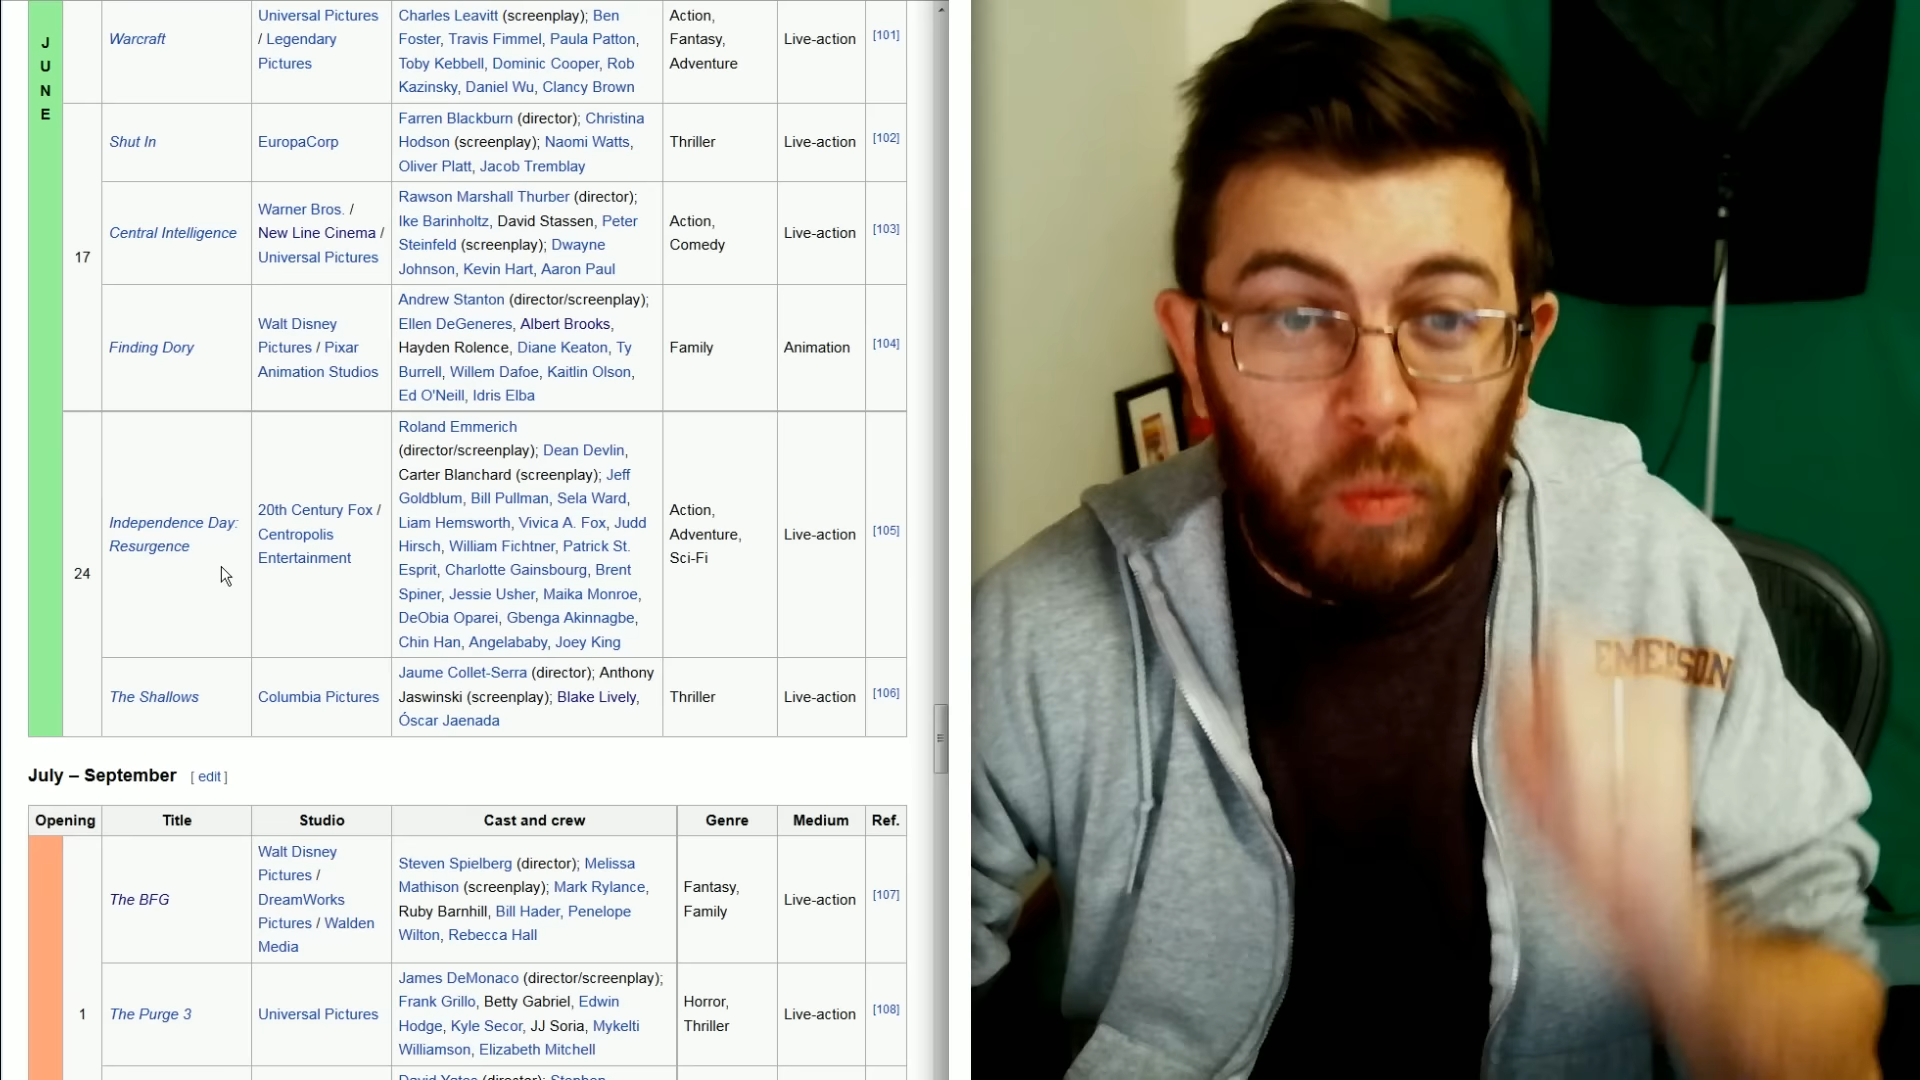 J
U
N
E
Warcraft
Universal Pictures
/ Legendary
Pictures
Charles Leavitt (screenplay); Ben
Foster, Travis Fimmel, Paula Patton,
Toby Kebbell, Dominic Cooper, Rob
Kazinsky, Daniel Wu, Clancy Brown
Action,
Fantasy,
Adventure
Live-action
[101]
17
Shut In
EuropaCorp
Farren Blackburn (director); Christina
Hodson (screenplay); Naomi Watts,
Oliver Platt, Jacob Tremblay
Thriller
Live-action
[102]
Central Intelligence
Warner Bros. /
New Line Cinema /
Universal Pictures
Rawson Marshall Thurber (director);
Ike Barinholtz, David Stassen, Peter
Steinfeld (screenplay); Dwayne
Johnson, Kevin Hart, Aaron Paul
Action,
Comedy
Live-action
[103]
Finding Dory
Walt Disney
Pictures / Pixar
Animation Studios
Andrew Stanton (director/screenplay);
Ellen DeGeneres, Albert Brooks,
Hayden Rolence, Diane Keaton, Ty
Burrell, Willem Dafoe, Kaitlin Olson,
Ed O'Neill, Idris Elba
Family
Animation
[104]
24
Independence Day:
Resurgence
20th Century Fox /
Centropolis
Entertainment
Roland Emmerich
(director/screenplay); Dean Devlin,
Carter Blanchard (screenplay); Jeff
Goldblum, Bill Pullman, Sela Ward,
Liam Hemsworth, Vivica A. Fox, Judd
Hirsch, William Fichtner, Patrick St.
Esprit, Charlotte Gainsbourg, Brent
Spiner, Jessie Usher, Maika Monroe,
DeObia Oparei, Gbenga Akinnagbe,
Chin Han, Angelababy, Joey King
Action,
Adventure,
Sci-Fi
Live-action
[105]
The Shallows
Columbia Pictures
Jaume Collet-Serra (director); Anthony
Jaswinski (screenplay); Blake Lively,
Óscar Jaenada
Thriller
Live-action
[106]
July – September [ edit ]
Opening Title Studio Cast and crew Genre Medium Ref.
1
The BFG
Walt Disney
Pictures /
DreamWorks
Pictures / Walden
Media
Steven Spielberg (director); Melissa
Mathison (screenplay); Mark Rylance,
Ruby Barnhill, Bill Hader, Penelope
Wilton, Rebecca Hall
Fantasy,
Family
Live-action
[107]
The Purge 3
Universal Pictures
James DeMonaco (director/screenplay);
Frank Grillo, Betty Gabriel, Edwin
Hodge, Kyle Secor, JJ Soria, Mykelti
Williamson, Elizabeth Mitchell
Horror,
Thriller
Live-action
[108]
David Yates (director); Stephen
EMERSON